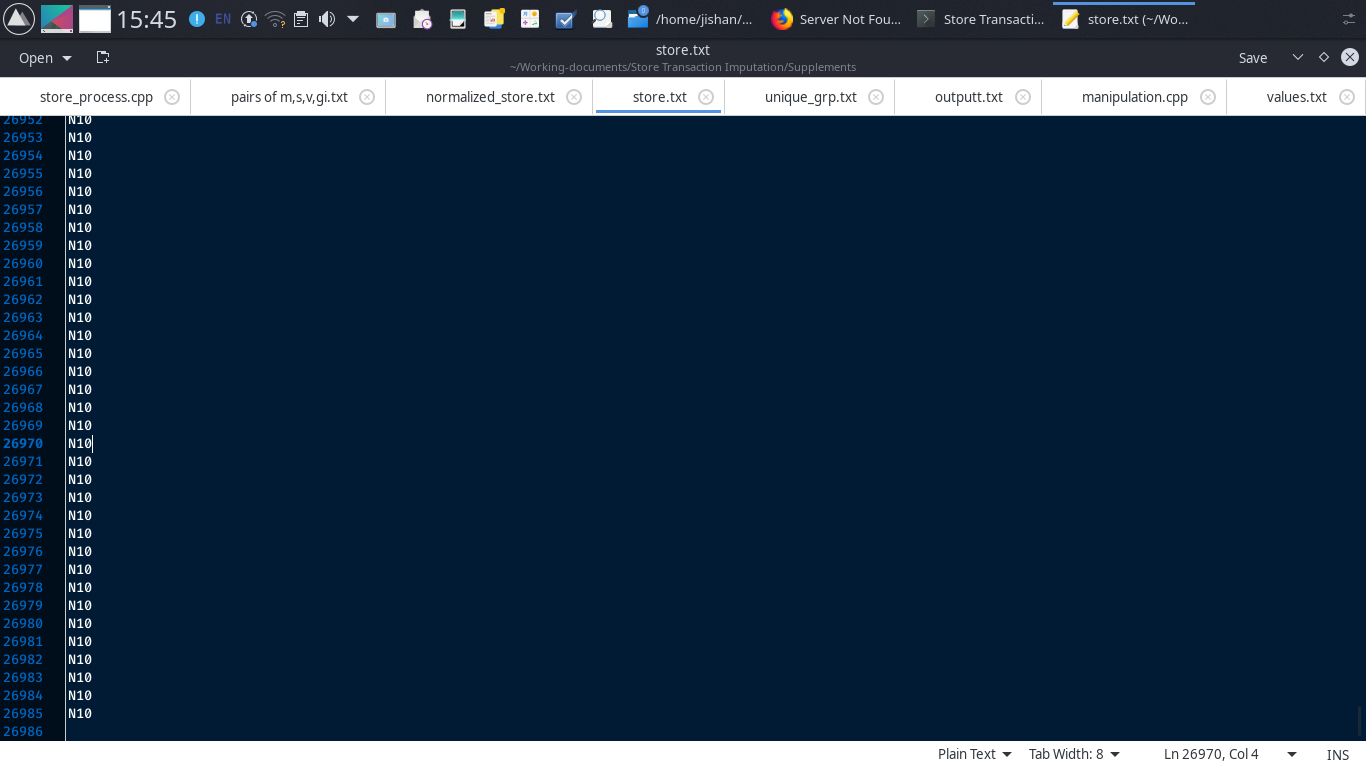 15:45 EN /home/jishan/... Server Not Fou... Store Transacti... store.txt (~/Wo...
Open store.txt Save
~/Working-documents/Store Transaction Imputation/Supplements
store_process.cpp pairs of m,s,v,gi.txt normalized_store.txt store.txt unique_grp.txt outputt.txt manipulation.cpp values.txt
26952 N10
26953 N10
26954 N10
26955 N10
26956 N10
26957 N10
26958 N10
26959 N10
26960 N10
26961 N10
26962 N10
26963 N10
26964 N10
26965 N10
26966 N10
26967 N10
26968 N10
26969 N10
26970 N10
26971 N10
26972 N10
26973 N10
26974 N10
26975 N10
26976 N10
26977 N10
26978 N10
26979 N10
26980 N10
26981 N10
26982 N10
26983 N10
26984 N10
26985 N10
26986
Plain Text Tab Width: 8 Ln 26970, Col 4 INS